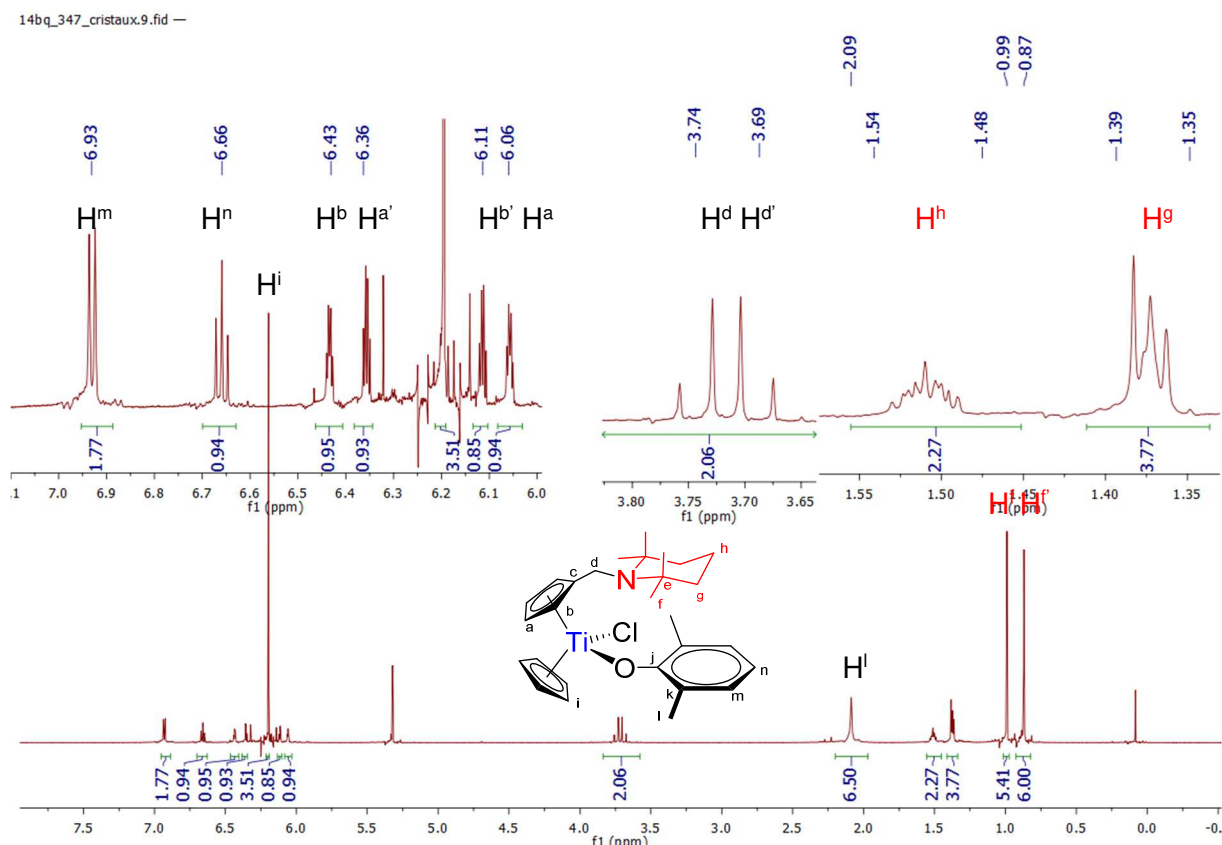 14bq_347_cristaux.9.fid —
6.93 6.66 6.43 6.36 6.11 6.06
3.74 3.69
2.09 0.99 0.87
1.54 1.48 1.39 1.35
Hm Hn Hb Ha' Hb' Ha
Hd Hd'
Hh Hg
Hi
1.77 0.94 0.95 0.93 3.51 0.85 0.94
2.06
2.27 3.77
.1 7.0 6.9 6.8 6.7 6.6 6.5 6.4 6.3 6.2 6.1 6.0
f1 (ppm)
3.80 3.75 3.70 3.65
f1 (ppm)
1.55 1.50 1.45 1.40 1.35
f1 (ppm)
Hf Hf'
c d N e f g h
a b
Ti Cl
O j k l m n
i
Hl
1.77 0.94 0.95 0.93 3.51 0.85 0.94 2.06 6.50 2.27 3.77 5.41 6.00
7.5 7.0 6.5 6.0 5.5 5.0 4.5 4.0 3.5 3.0 2.5 2.0 1.5 1.0 0.5 0.0 -0.
f1 (ppm)